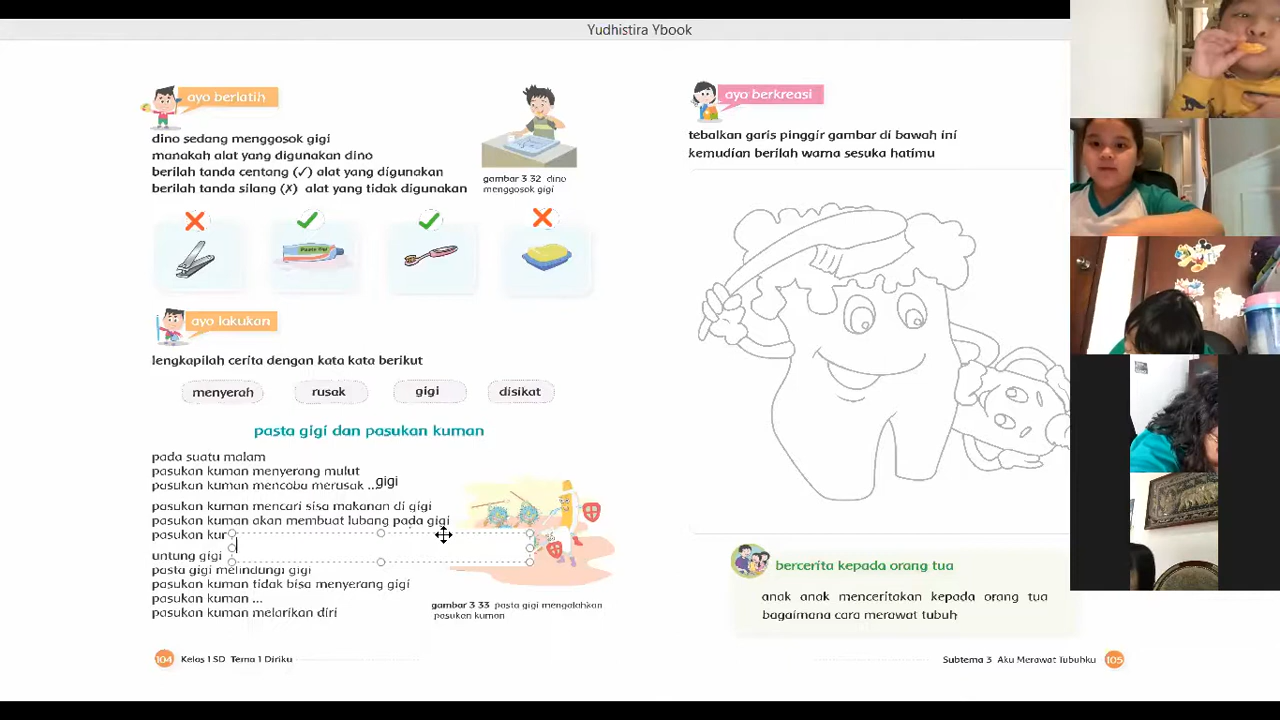 Yudhistira Ybook
ayo berlatih
dino sedang menggosok gigi
manakah alat yang digunakan dino
berilah tanda centang (✓) alat yang digunakan
berilah tanda silang (✗) alat yang tidak digunakan
gambar 3 32 dino
menggosok gigi
Pasta Gigi
ayo lakukan
lengkapilah cerita dengan kata kata berikut
menyerah
rusak
gigi
disikat
pasta gigi dan pasukan kuman
pada suatu malam
pasukan kuman menyerang mulut
pasukan kuman mencoba merusak ... gigi
pasukan kuman mencari sisa makanan di gigi
pasukan kuman akan membuat lubang pada gigi
pasukan kur
untung gigi
pasta gigi melindungi gigi
pasukan kuman tidak bisa menyerang gigi
pasukan kuman ...
pasukan kuman melarikan diri
gambar 3 33 pasta gigi mengalahkan
pasukan kuman
104 Kelas I SD Tema 1 Diriku
ayo berkreasi
tebalkan garis pinggir gambar di bawah ini
kemudian berilah warna sesuka hatimu
bercerita kepada orang tua
anak anak menceritakan kepada orang tua
bagaimana cara merawat tubuh
Subtema 3 Aku Merawat Tubuhku 105